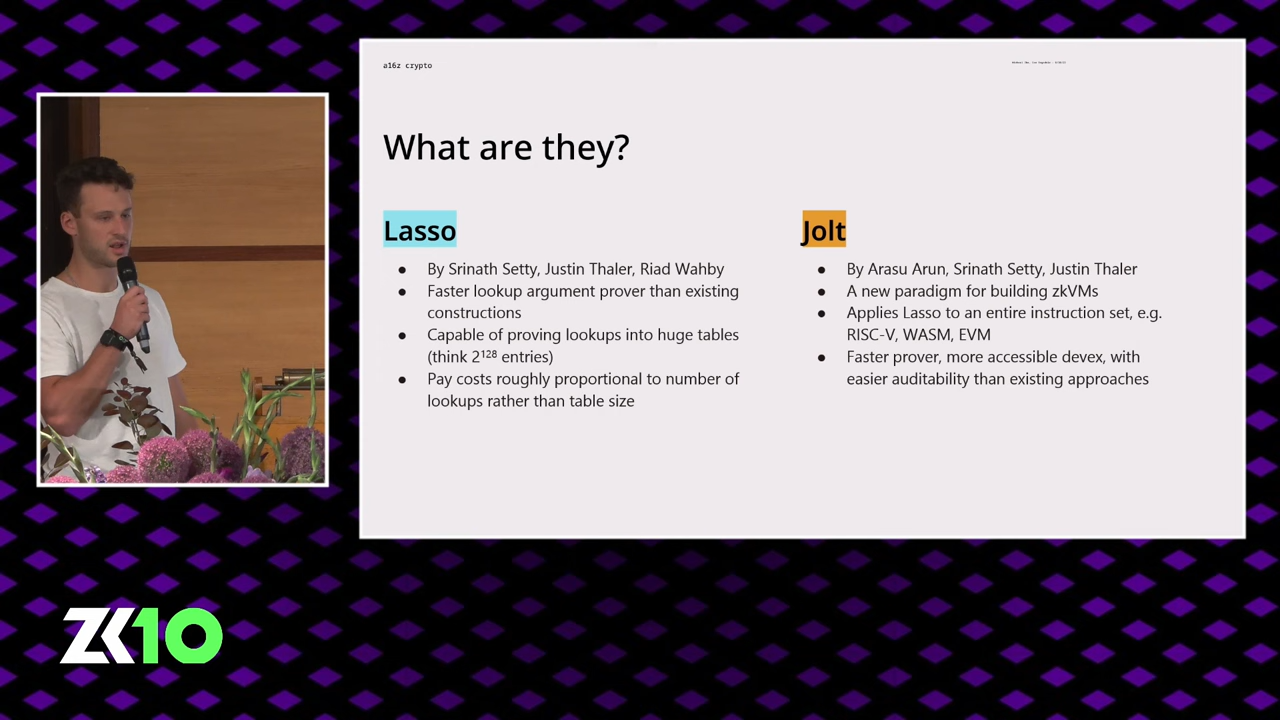 a16z crypto
What are they?
Lasso
● By Srinath Setty, Justin Thaler, Riad Wahby
● Faster lookup argument prover than existing
constructions
● Capable of proving lookups into huge tables
(think 2¹²⁸ entries)
● Pay costs roughly proportional to number of
lookups rather than table size
Jolt
● By Arasu Arun, Srinath Setty, Justin Thaler
● A new paradigm for building zkVMs
● Applies Lasso to an entire instruction set, e.g.
RISC-V, WASM, EVM
● Faster prover, more accessible devex, with
easier auditability than existing approaches
ZK10